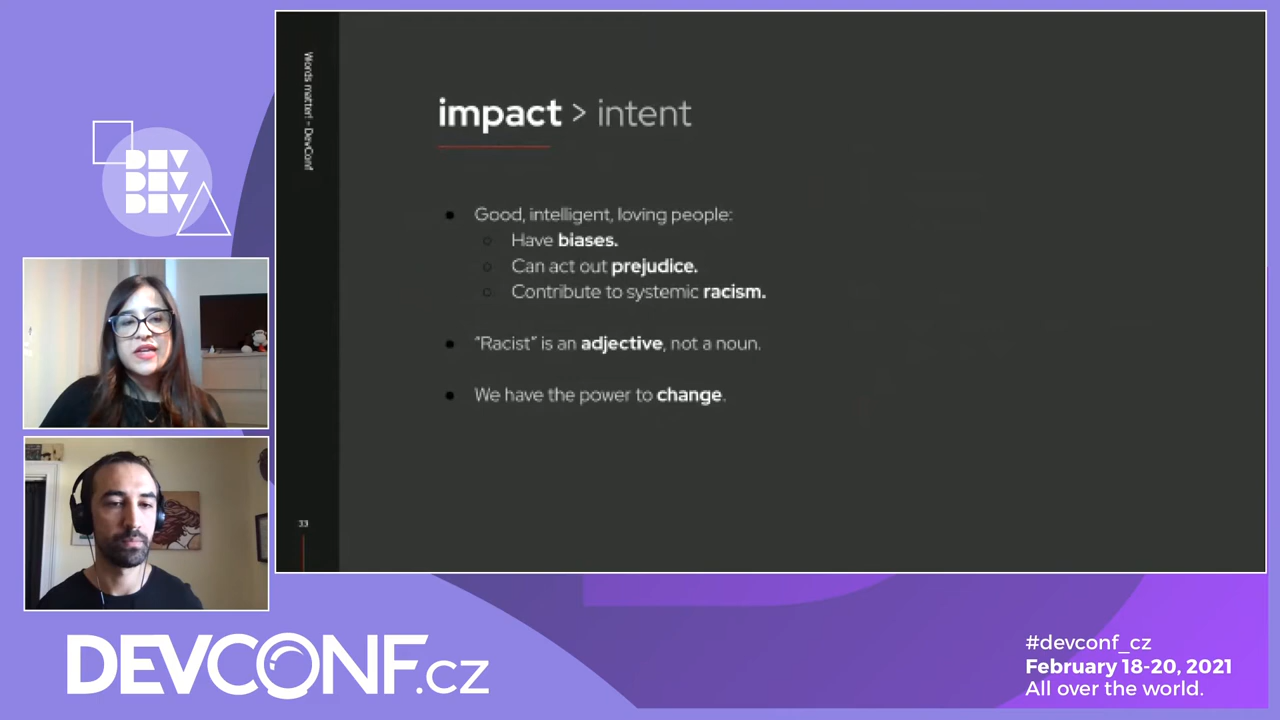 Words matter! - DevConf
impact > intent
Good, intelligent, loving people:
Have biases.
Can act out prejudice.
Contribute to systemic racism.
"Racist" is an adjective, not a noun.
We have the power to change.
33
DEV
DEV
DEV
DEVCONF.cz
#devconf_cz
February 18-20, 2021
All over the world.